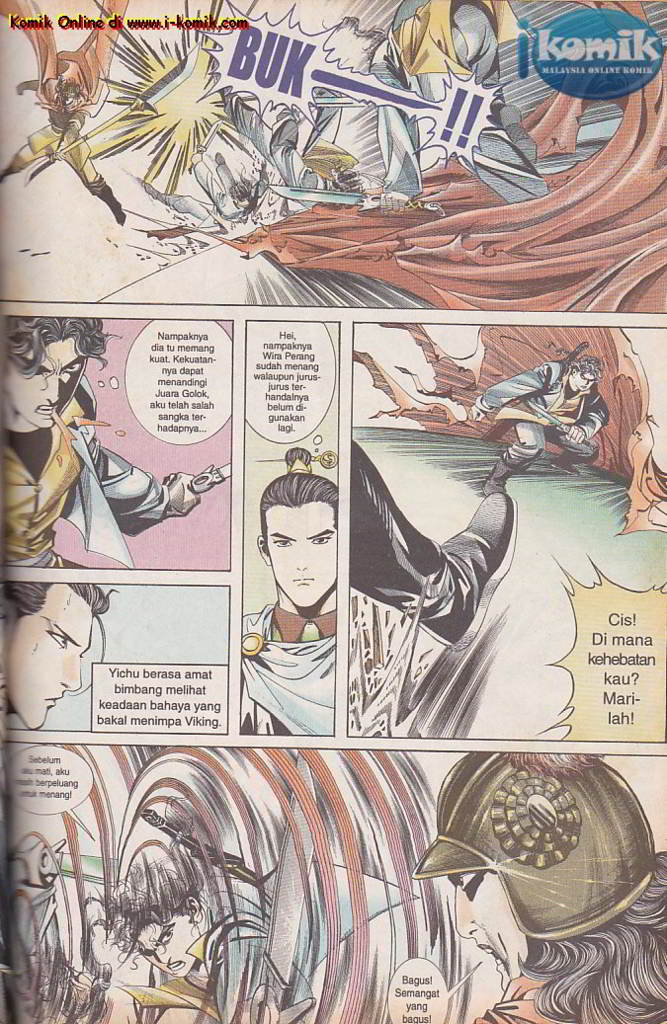 Komik Online di www.i-komik.com
ikomik
MALAYSIA ONLINE KOMIK
BUK—!!
Nampaknya
dia tu memang
kuat. Kekuatan-
nya dapat
menandingi
Juara Golok,
aku telah salah
sangka ter-
hadapnya...
Hei,
nampaknya
Wira Perang
sudah menang
walaupun jurus-
jurus ter-
handalnya
belum di-
gunakan
lagi.
Cis!
Di mana
kehebatan
kau?
Mari-
lah!
Yichu berasa amat
bimbang melihat
keadaan bahaya yang
bakal menimpa Viking.
Sebelum
aku mati, aku
berpeluang
untuk menang!
Bagus!
Semangat
yang
bagus!